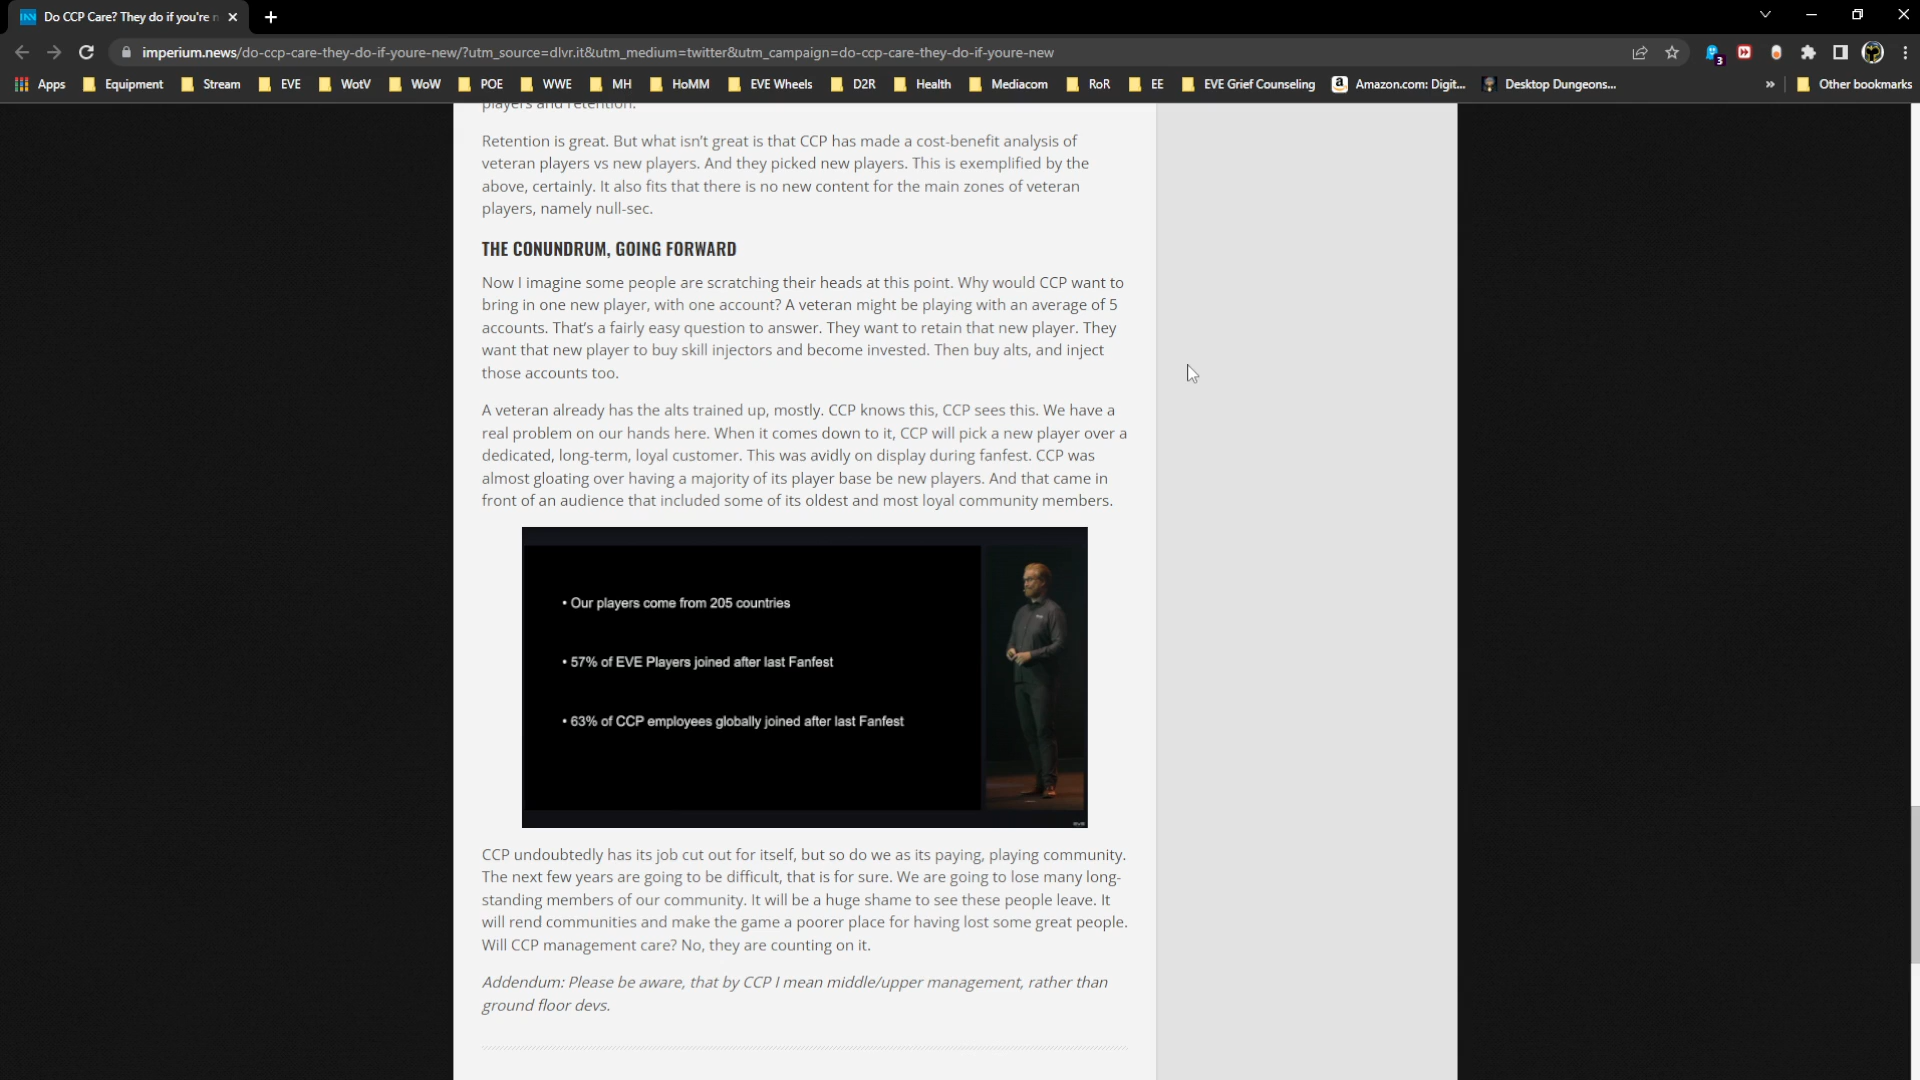 Do CCP Care? They do if you're n
imperium.news/do-ccp-care-they-do-if-youre-new/?utm_source=dlvr.it&utm_medium=twitter&utm_campaign=do-ccp-care-they-do-if-youre-new
3
Apps Equipment Stream EVE WotV WoW POE WWE MH HoMM EVE Wheels D2R Health Mediacom RoR EE EVE Grief Counseling Amazon.com: Digit... Desktop Dungeons... » Other bookmarks
players and retention.
Retention is great. But what isn't great is that CCP has made a cost-benefit analysis of
veteran players vs new players. And they picked new players. This is exemplified by the
above, certainly. It also fits that there is no new content for the main zones of veteran
players, namely null-sec.
THE CONUNDRUM, GOING FORWARD
Now I imagine some people are scratching their heads at this point. Why would CCP want to
bring in one new player, with one account? A veteran might be playing with an average of 5
accounts. That's a fairly easy question to answer. They want to retain that new player. They
want that new player to buy skill injectors and become invested. Then buy alts, and inject
those accounts too.
A veteran already has the alts trained up, mostly. CCP knows this, CCP sees this. We have a
real problem on our hands here. When it comes down to it, CCP will pick a new player over a
dedicated, long-term, loyal customer. This was avidly on display during fanfest. CCP was
almost gloating over having a majority of its player base be new players. And that came in
front of an audience that included some of its oldest and most loyal community members.
• Our players come from 205 countries
• 57% of EVE Players joined after last Fanfest
• 63% of CCP employees globally joined after last Fanfest
CCP undoubtedly has its job cut out for itself, but so do we as its paying, playing community.
The next few years are going to be difficult, that is for sure. We are going to lose many long-
standing members of our community. It will be a huge shame to see these people leave. It
will rend communities and make the game a poorer place for having lost some great people.
Will CCP management care? No, they are counting on it.
Addendum: Please be aware, that by CCP I mean middle/upper management, rather than
ground floor devs.